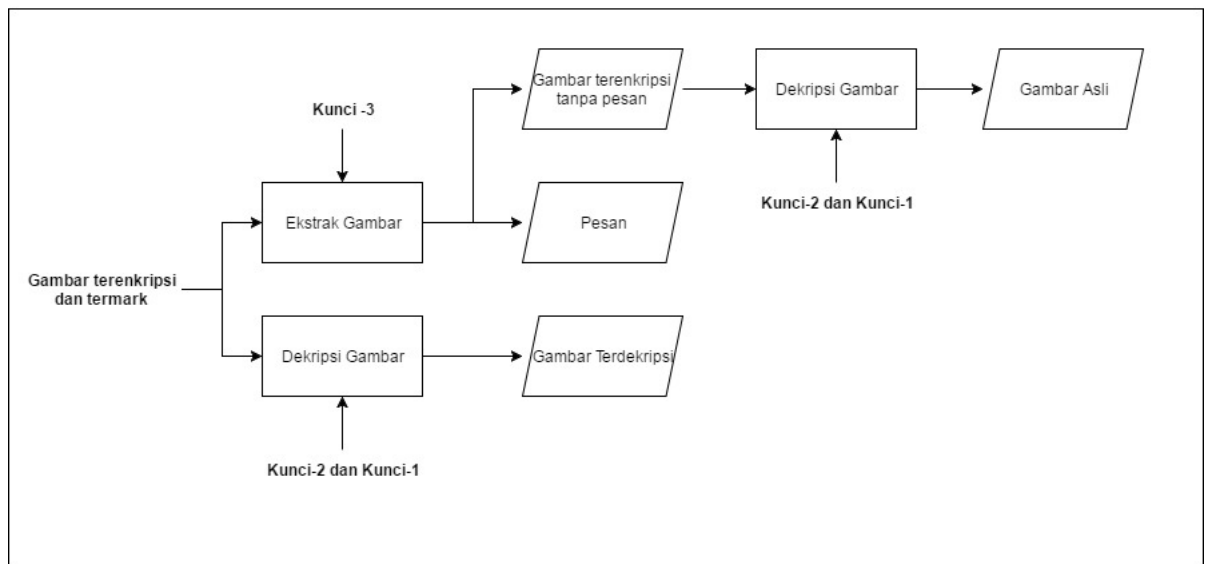 Gambar terenkripsi
tanpa pesan
Dekripsi Gambar
Gambar Asli
Kunci -3
Kunci-2 dan Kunci-1
Ekstrak Gambar
Pesan
Gambar terenkripsi
dan termark
Dekripsi Gambar
Gambar Terdekripsi
Kunci-2 dan Kunci-1